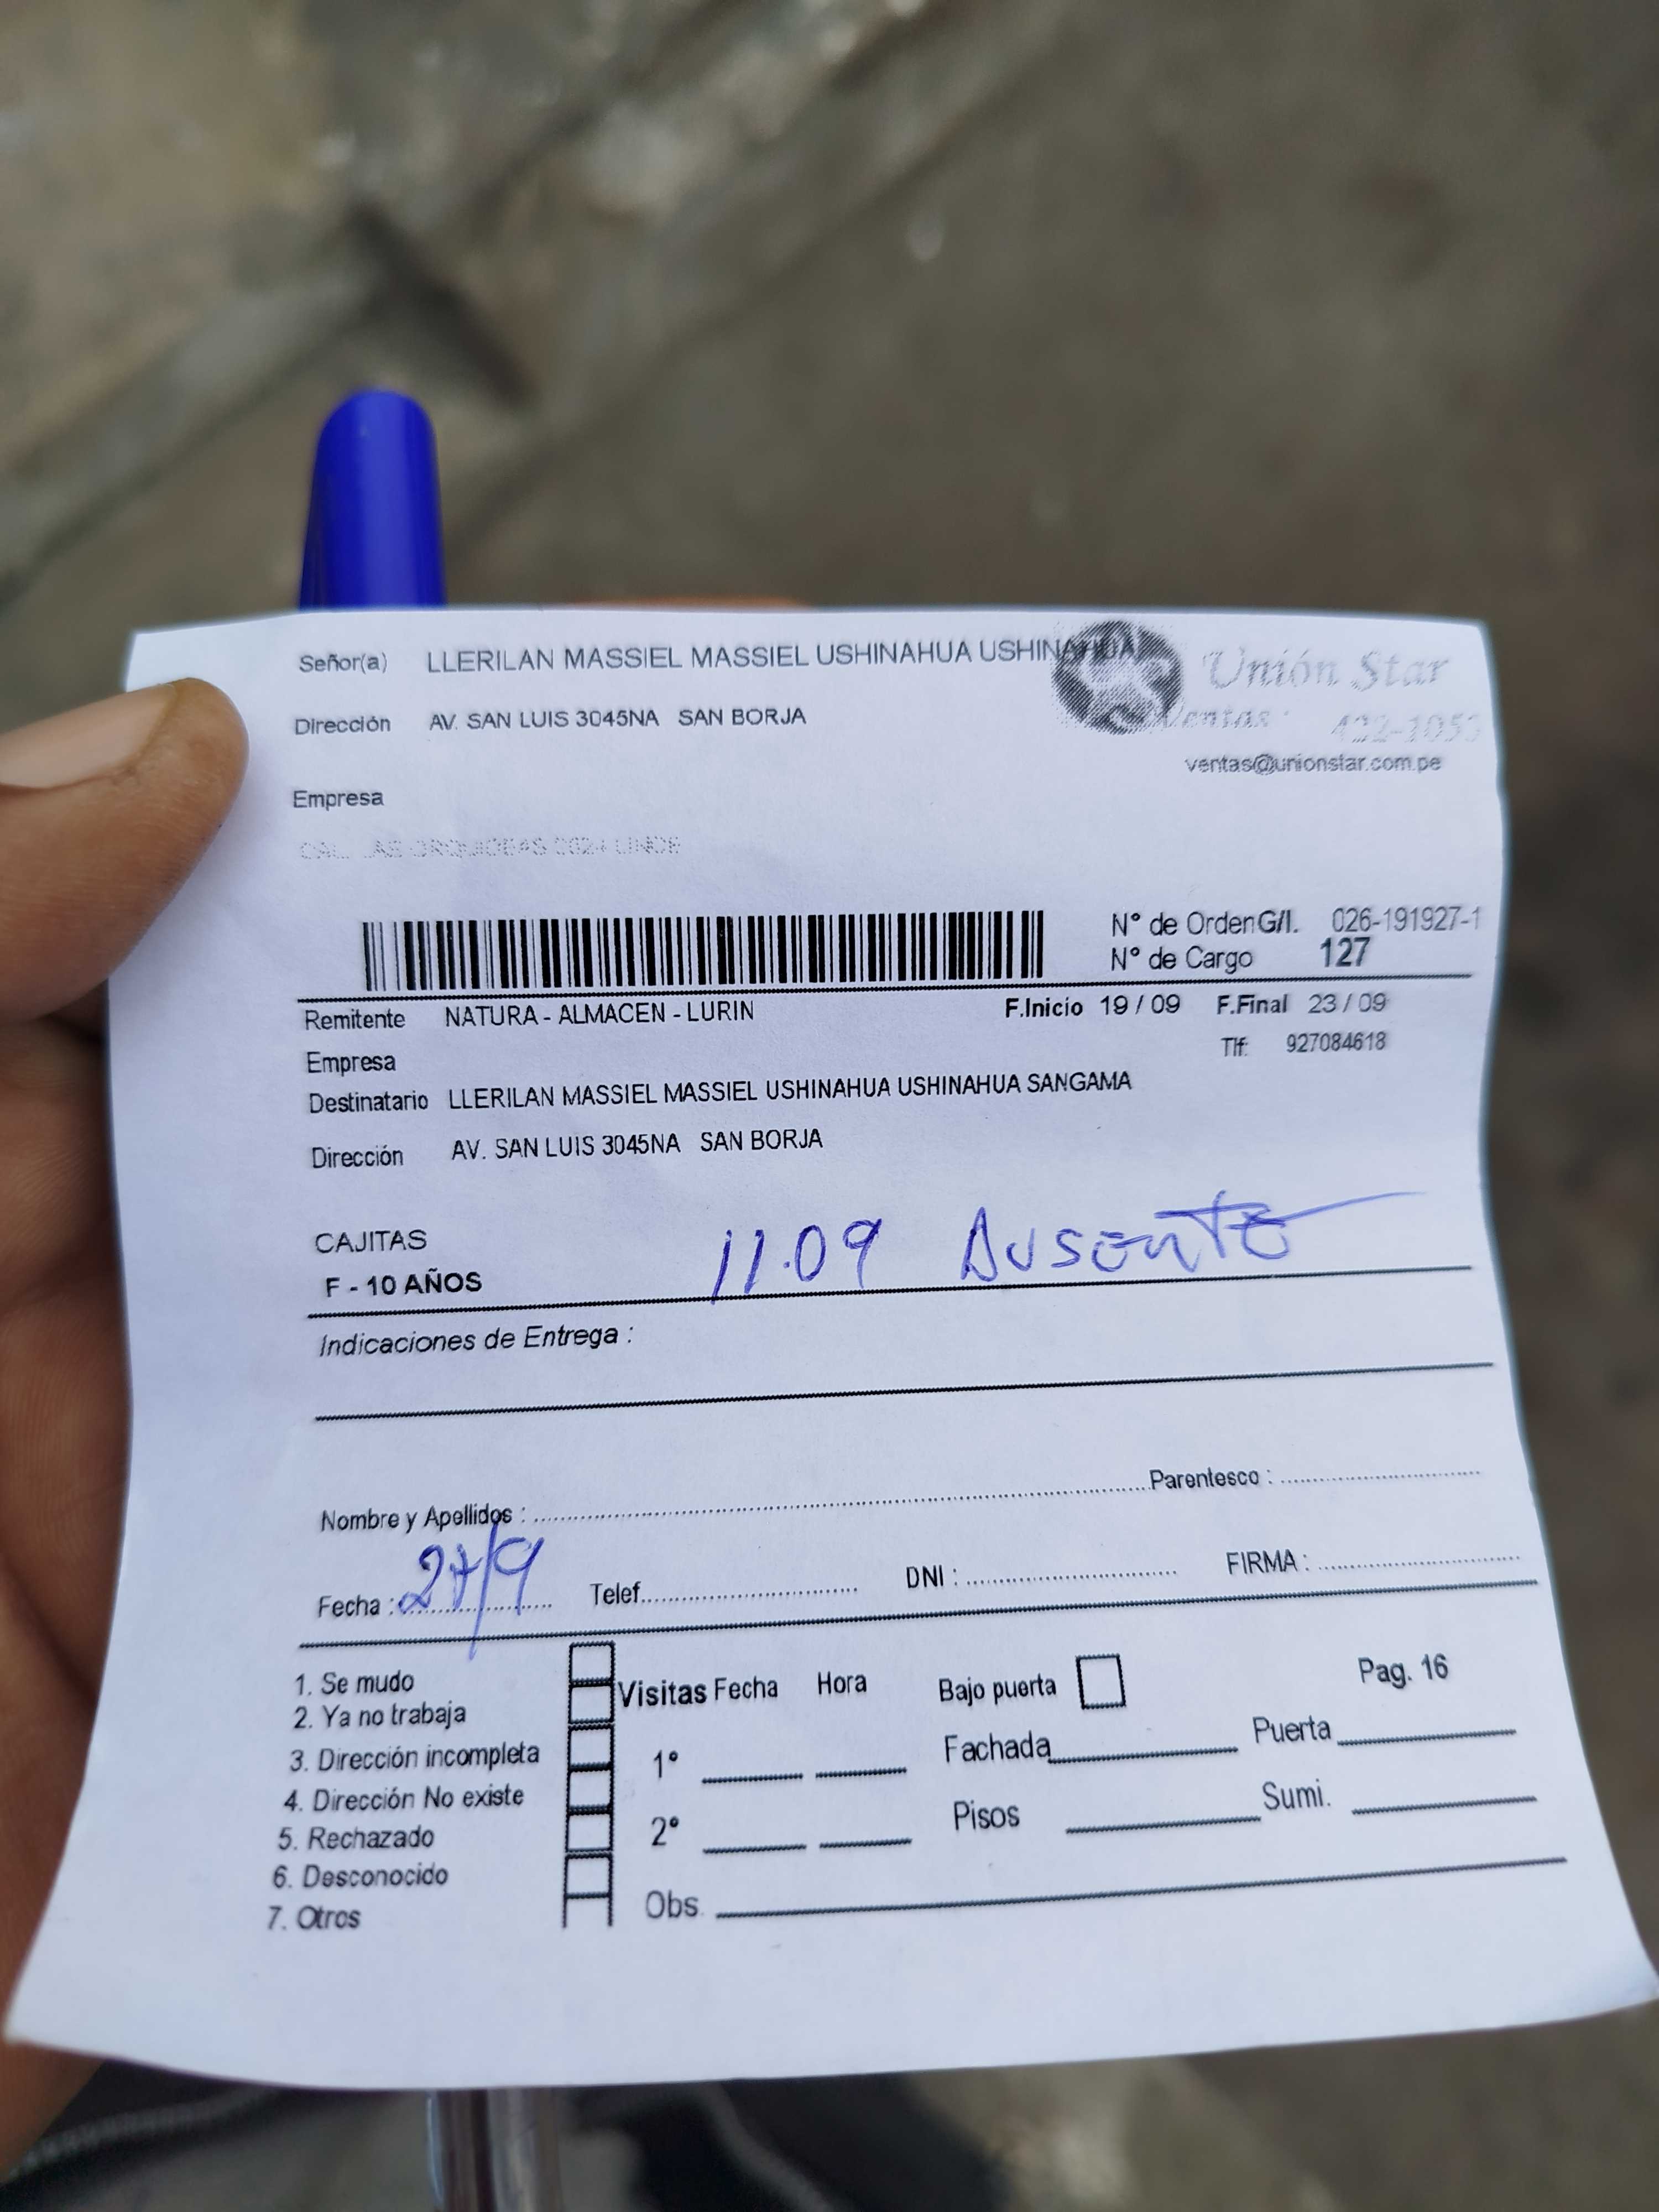 Señor(a) LLERILAN MASSIEL MASSIEL USHINAHUA USHINAHUA
Unión Star
Dirección AV. SAN LUIS 3045NA SAN BORJA
Ventas: 422-1053
ventas@unionstar.com.pe
Empresa
CAL. LAS ORQUIDEAS LINCE
N° de Orden G/I. 026-191927-1
N° de Cargo 127
Remitente NATURA - ALMACEN - LURIN F.Inicio 19 / 09 F.Final 23 / 09
Empresa Tlf: 927084618
Destinatario LLERILAN MASSIEL MASSIEL USHINAHUA USHINAHUA SANGAMA
Dirección AV. SAN LUIS 3045NA SAN BORJA
CAJITAS 11.09 AUSENTE
F - 10 AÑOS
Indicaciones de Entrega :
Nombre y Apellidos : Parentesco :
Fecha : 27/9 Telef. DNI : FIRMA :
1. Se mudo Visitas Fecha Hora Bajo puerta Pag. 16
2. Ya no trabaja
3. Dirección incompleta 1° Fachada Puerta
4. Dirección No existe
5. Rechazado 2° Pisos Sumi.
6. Desconocido
7. Otros Obs.